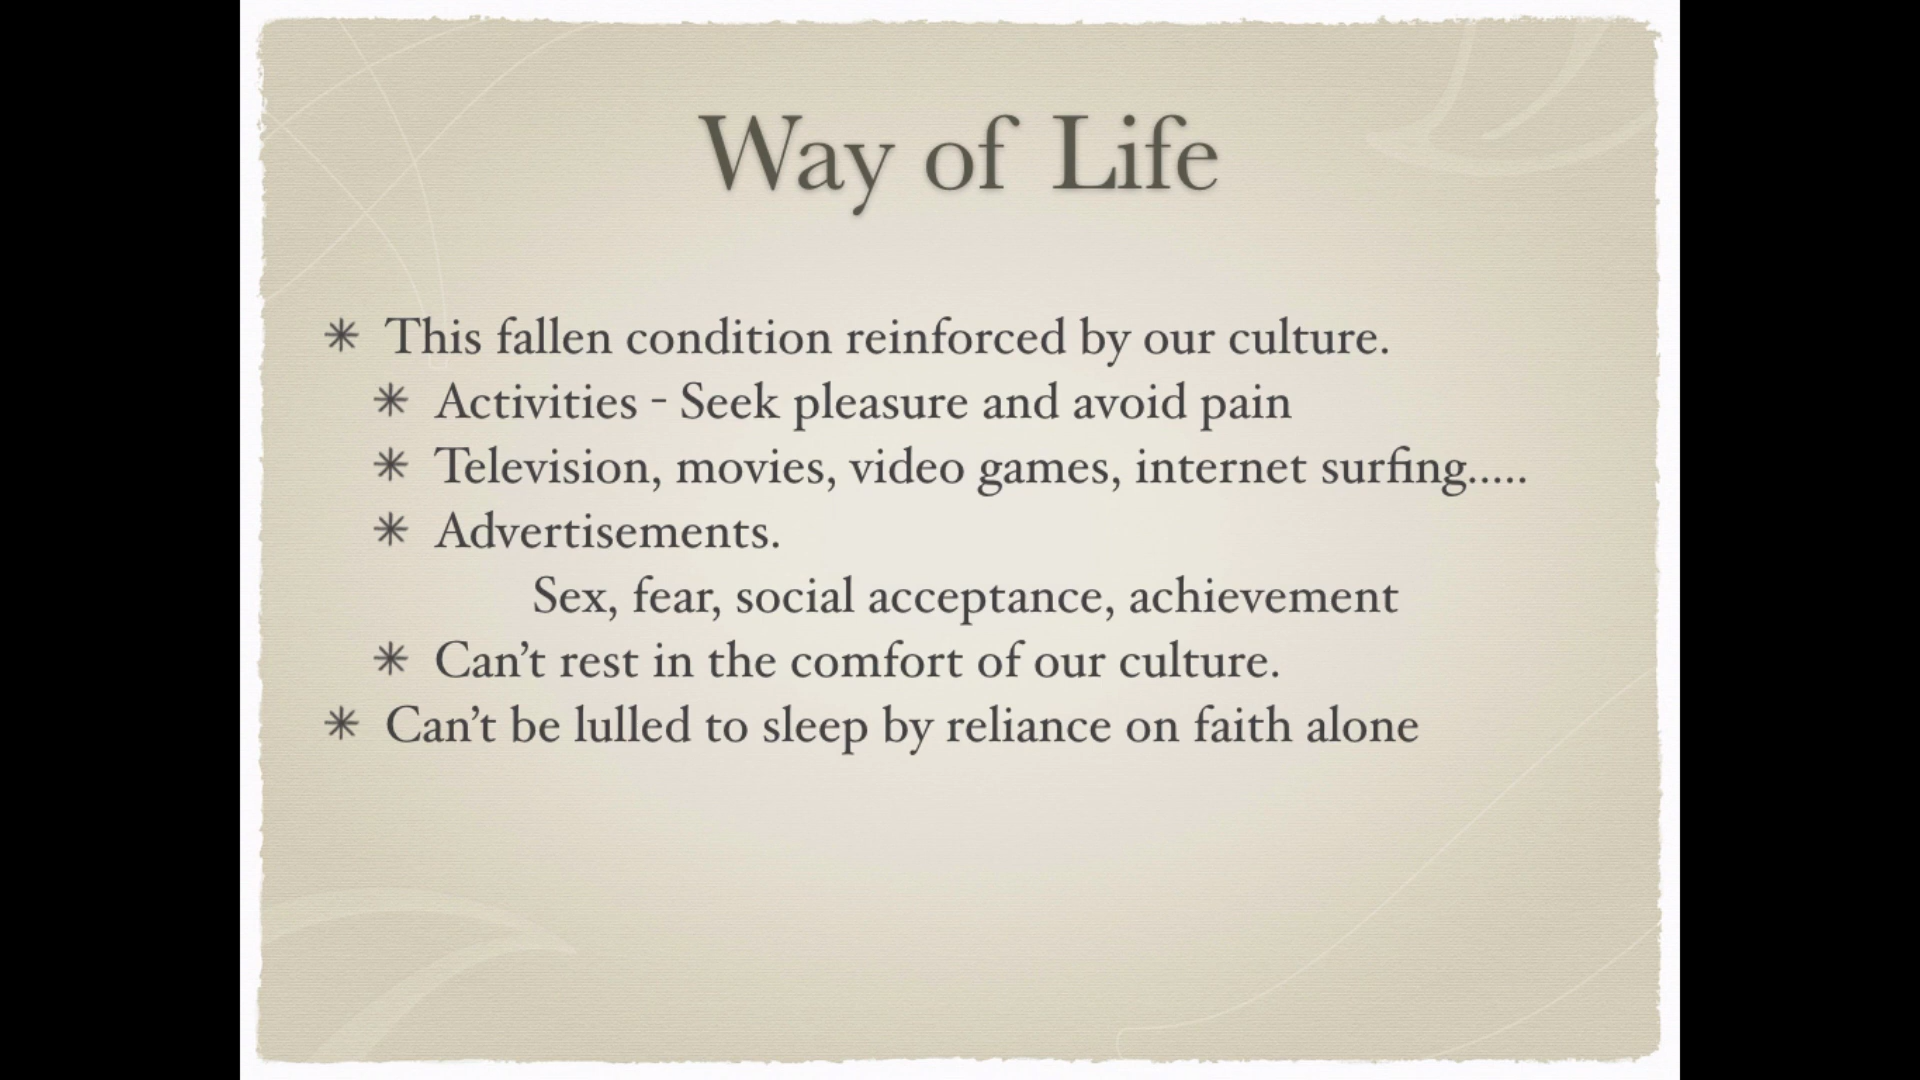 Way of Life
✳ This fallen condition reinforced by our culture.
✳ Activities - Seek pleasure and avoid pain
✳ Television, movies, video games, internet surfing.....
✳ Advertisements.
Sex, fear, social acceptance, achievement
✳ Can’t rest in the comfort of our culture.
✳ Can’t be lulled to sleep by reliance on faith alone